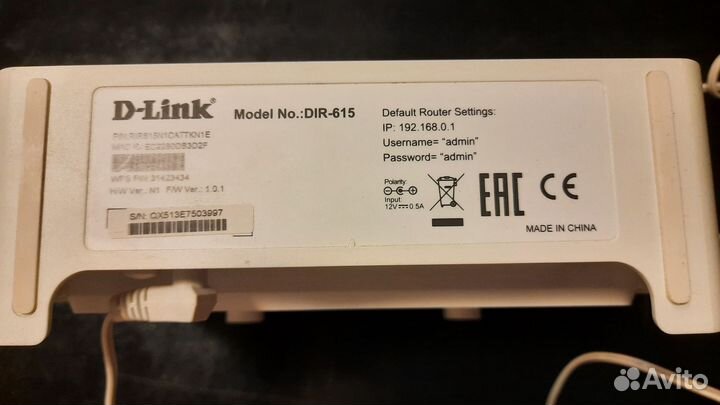 D-Link
Model No.:DIR-615
P/N:
MAC ID:
WPS PIN: 31423434
H/W Ver.: N1 F/W Ver.: 1.0.1
S/N: QX513E7503997
Default Router Settings:
IP: 192.168.0.1
Username= “admin”
Password= “admin”
Polarity
Input:
12V 0.5A
EAC CE
MADE IN CHINA
Avito